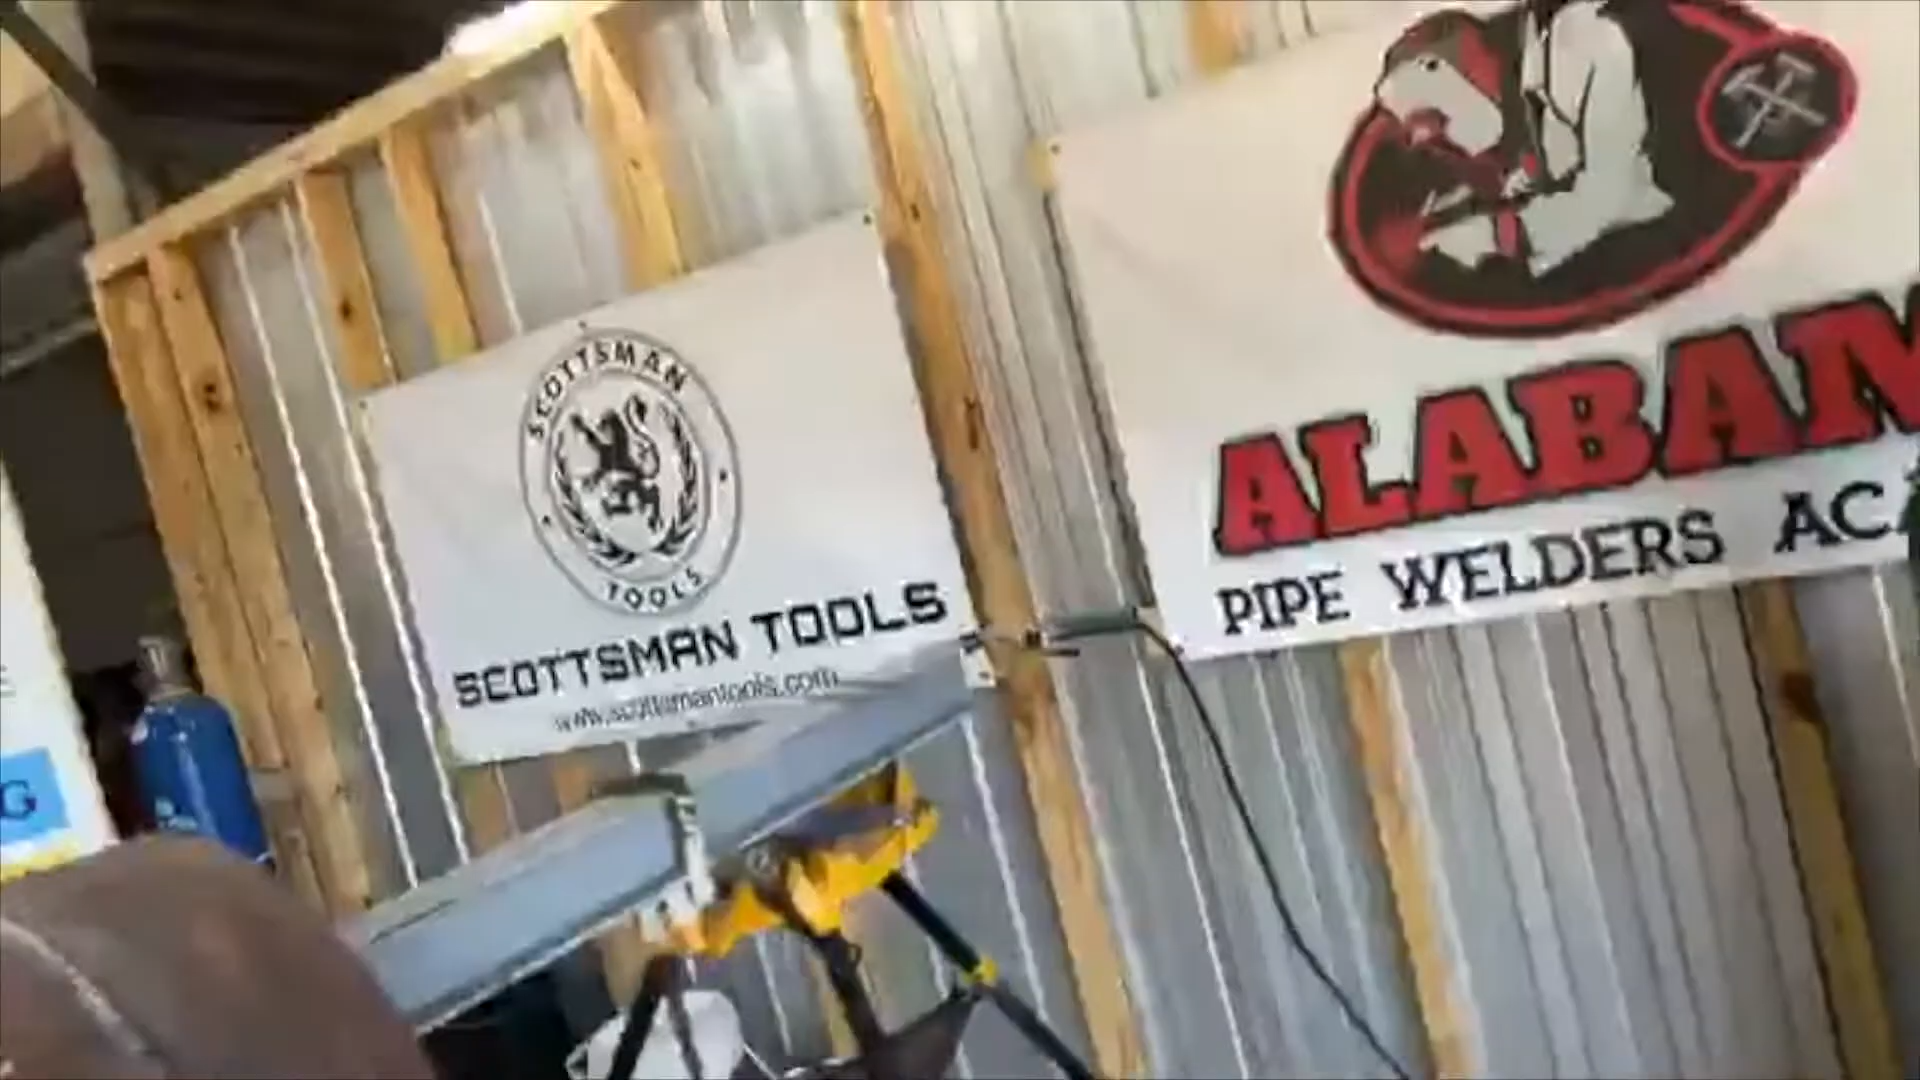 SCOTTSMAN
TOOLS
SCOTTSMAN TOOLS
www.scottsmantools.com
ALABAM
PIPE WELDERS AC
G